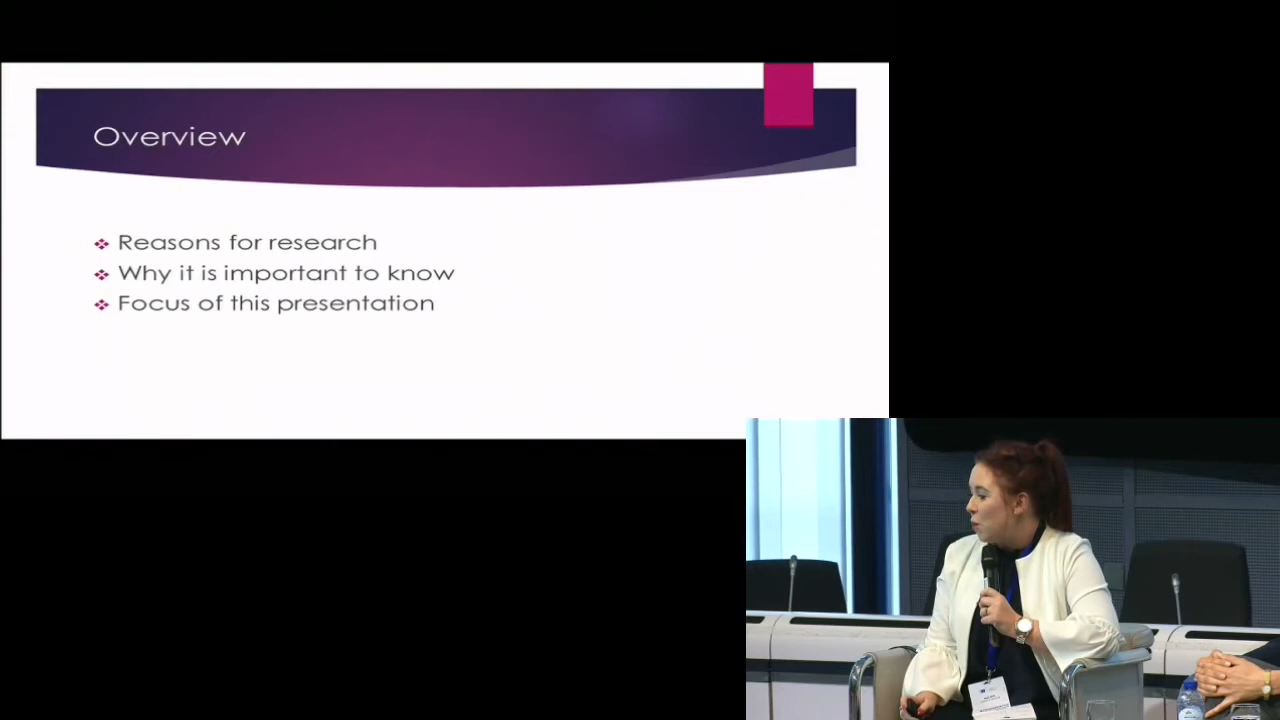 Overview
Reasons for research
Why it is important to know
Focus of this presentation